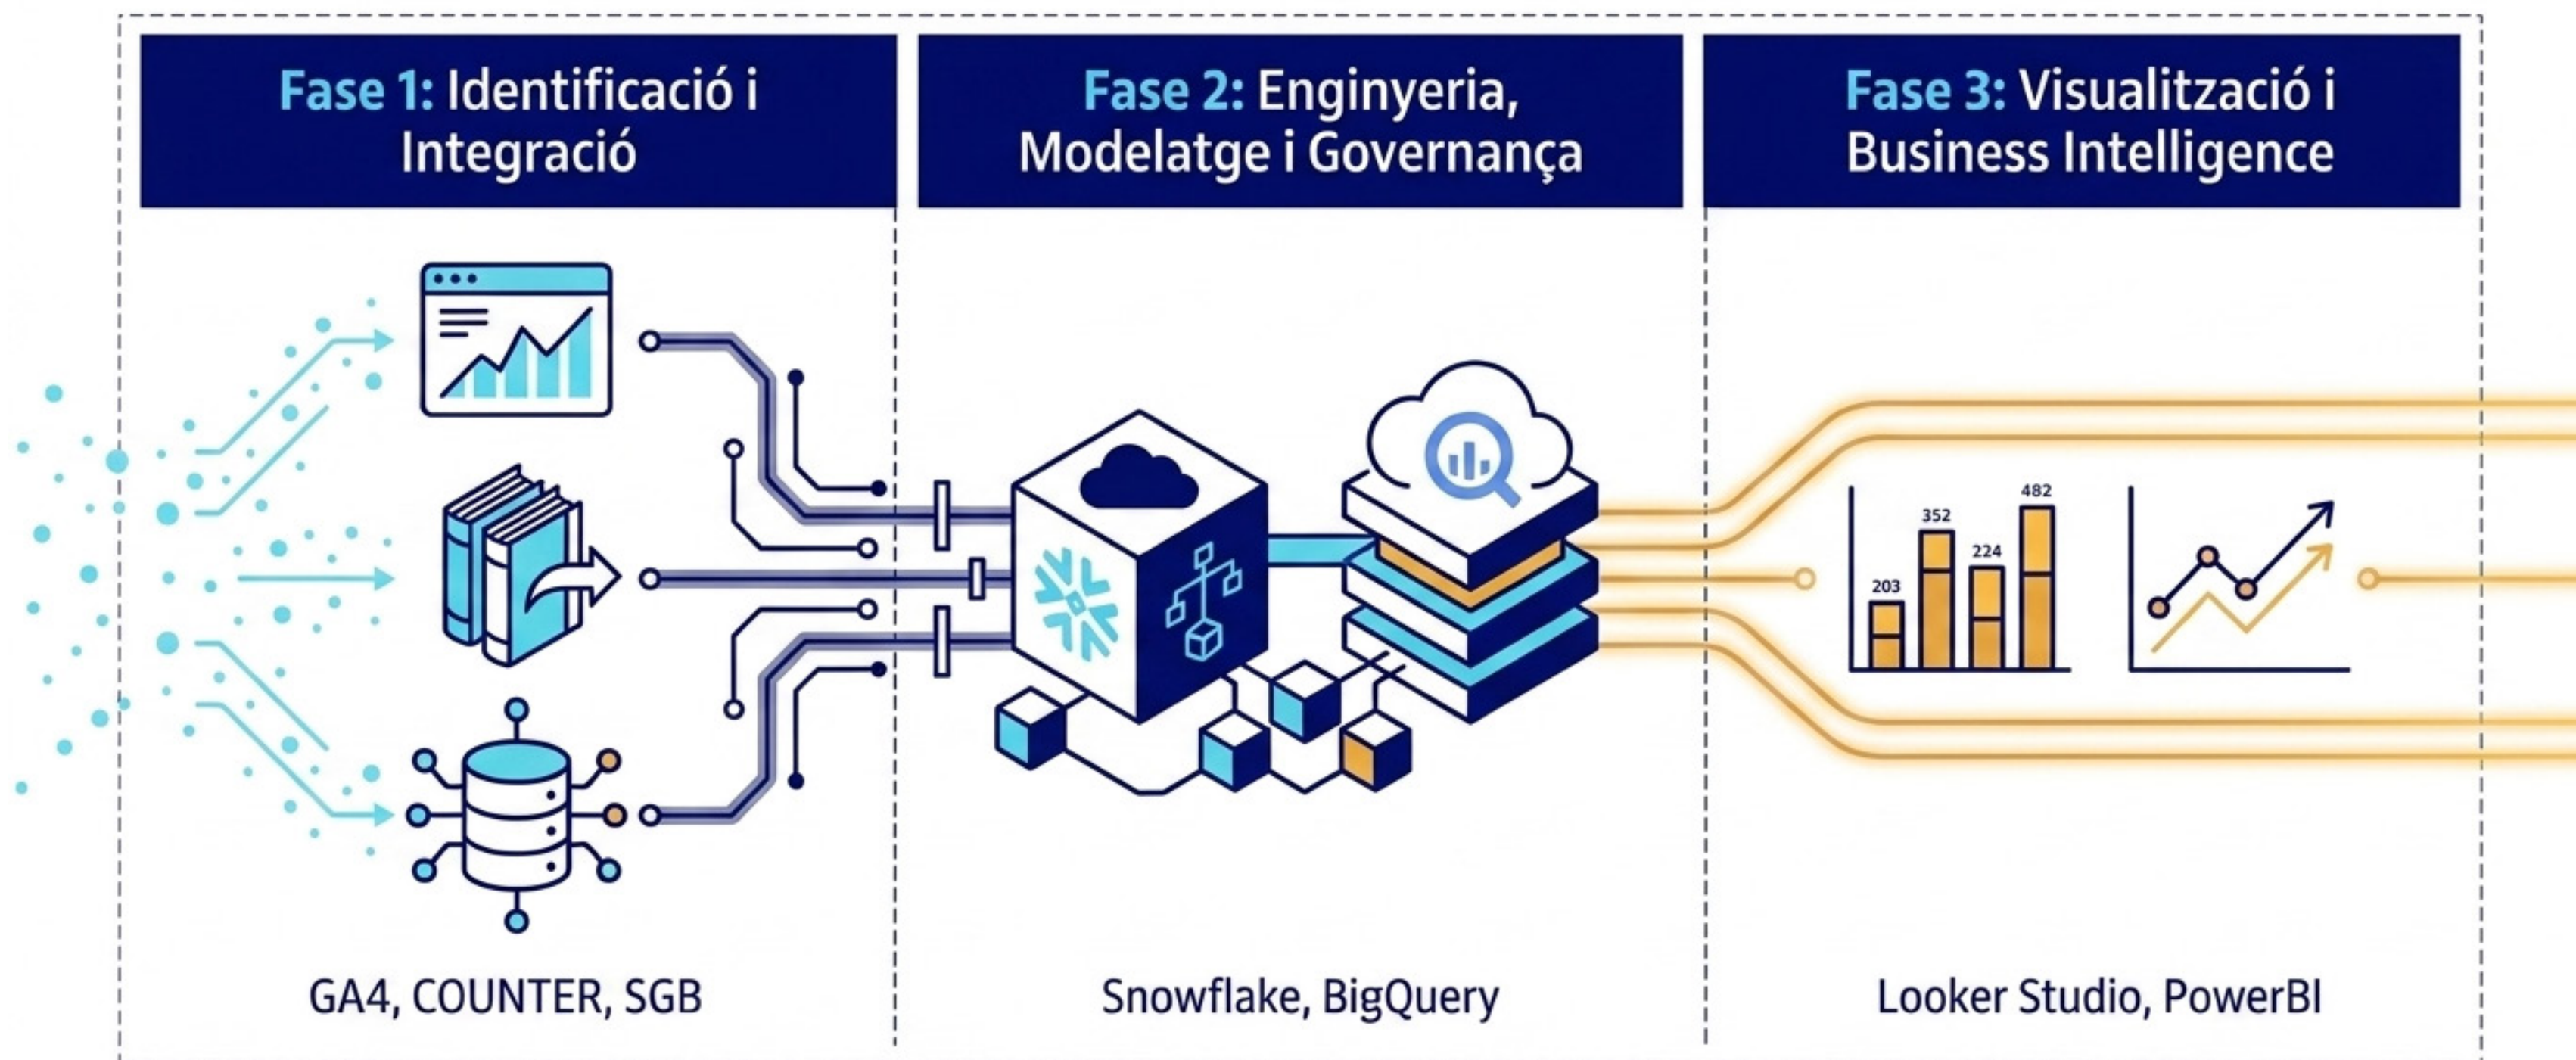 Fase 1: Identificació i
Integració
Fase 2: Enginyeria,
Modelatge i Governança
Fase 3: Visualització i
Business Intelligence
203
352
224
482
GA4, COUNTER, SGB
Snowflake, BigQuery
Looker Studio, PowerBI